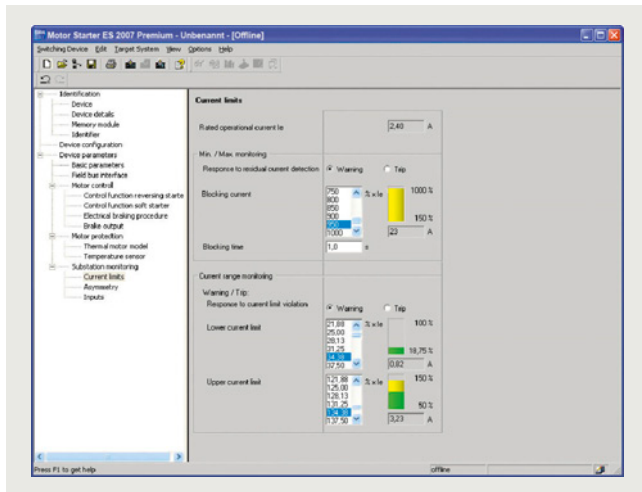 Motor Starter ES 2007 Premium - Unbenannt - [Offline]
Switching Device Edit Target System View Options Help
Identification
Device
Device details
Memory module
Identifier
Device configuration
Device parameters
Basic parameters
Field bus interface
Motor control
Control function reversing starte
Control function soft starter
Electrical braking procedure
Brake output
Motor protection
Thermal motor model
Temperature sensor
Substation monitoring
Current limits
Asymmetry
Inputs
Current limits
Rated operational current Ie 2,40 A
Min. / Max. monitoring
Response to residual current detection Warning Trip
Blocking current
750
800
850
900
950
1000
% x Ie
1000 %
150 %
23 A
Blocking time 1,0 s
Current range monitoring
Warning / Trip:
Response to current limit violation Warning Trip
Lower current limit
21,88
25,00
28,13
31,25
34,38
37,50
% x Ie
100 %
18,75 %
0,82 A
Upper current limit
121,88
125,00
128,13
131,25
134,38
137,50
% x Ie
150 %
50 %
3,23 A
Press F1 to get help
offline